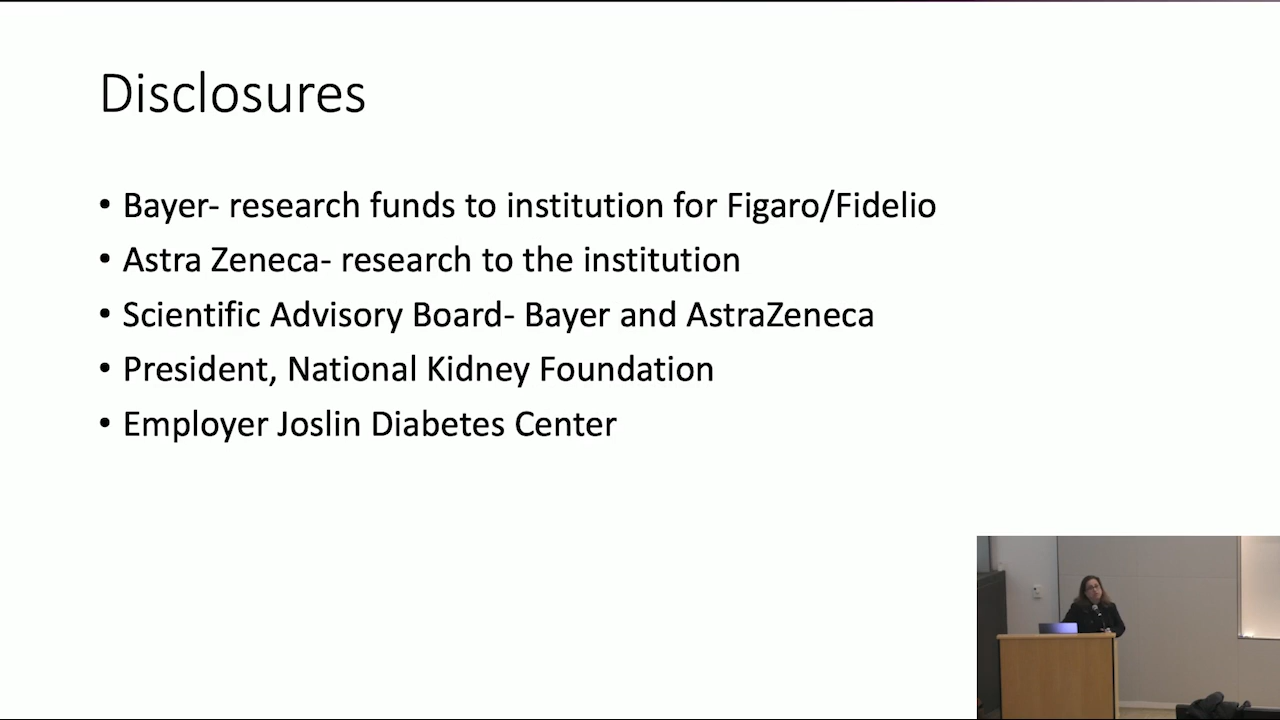 Disclosures
• Bayer- research funds to institution for Figaro/Fidelio
• Astra Zeneca- research to the institution
• Scientific Advisory Board- Bayer and AstraZeneca
• President, National Kidney Foundation
• Employer Joslin Diabetes Center